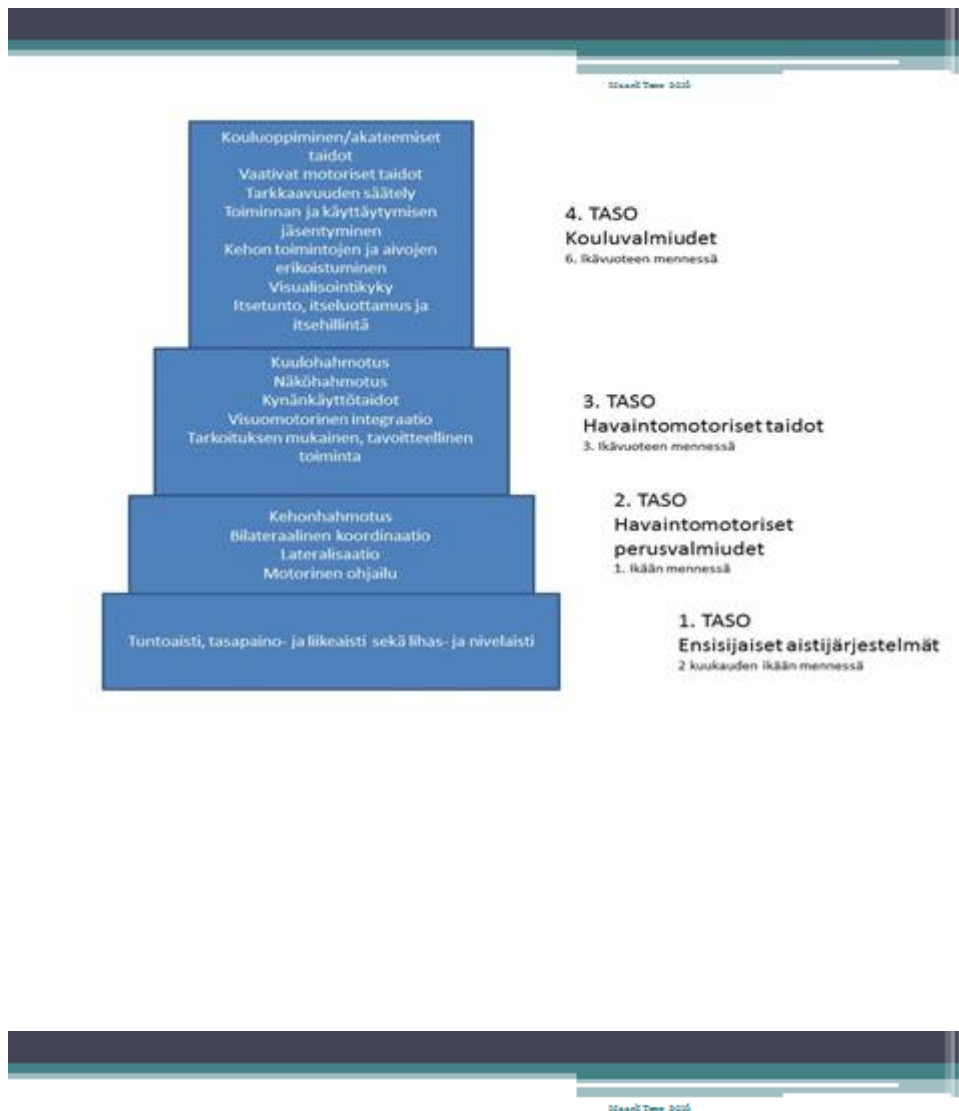 Kouluoppiminen/akateemiset
taidot
Vaativat motoriset taidot
Tarkkaavuuden säätely
Toiminnan ja käyttäytymisen
jäsentyminen
Kehon toimintojen ja aivojen
erikoistuminen
Visualisointikyky
Itsetunto, itseluottamus ja
itsehillintä
4. TASO
Kouluvalmiudet
6. Ikävuoteen mennessä
Kuulohahmotus
Näköhahmotus
Kynänkäyttötaidot
Visuomotorinen integraatio
Tarkoituksen mukainen, tavoitteellinen
toiminta
3. TASO
Havaintomotoriset taidot
3. Ikävuoteen mennessä
Kehonhahmotus
Bilateraalinen koordinaatio
Lateralisaatio
Motorinen ohjailu
2. TASO
Havaintomotoriset
perusvalmiudet
1. Ikään mennessä
Tuntoaisti, tasapaino- ja liikeaisti sekä lihas- ja nivelaisti
1. TASO
Ensisijaiset aistijärjestelmät
2 kuukauden ikään mennessä